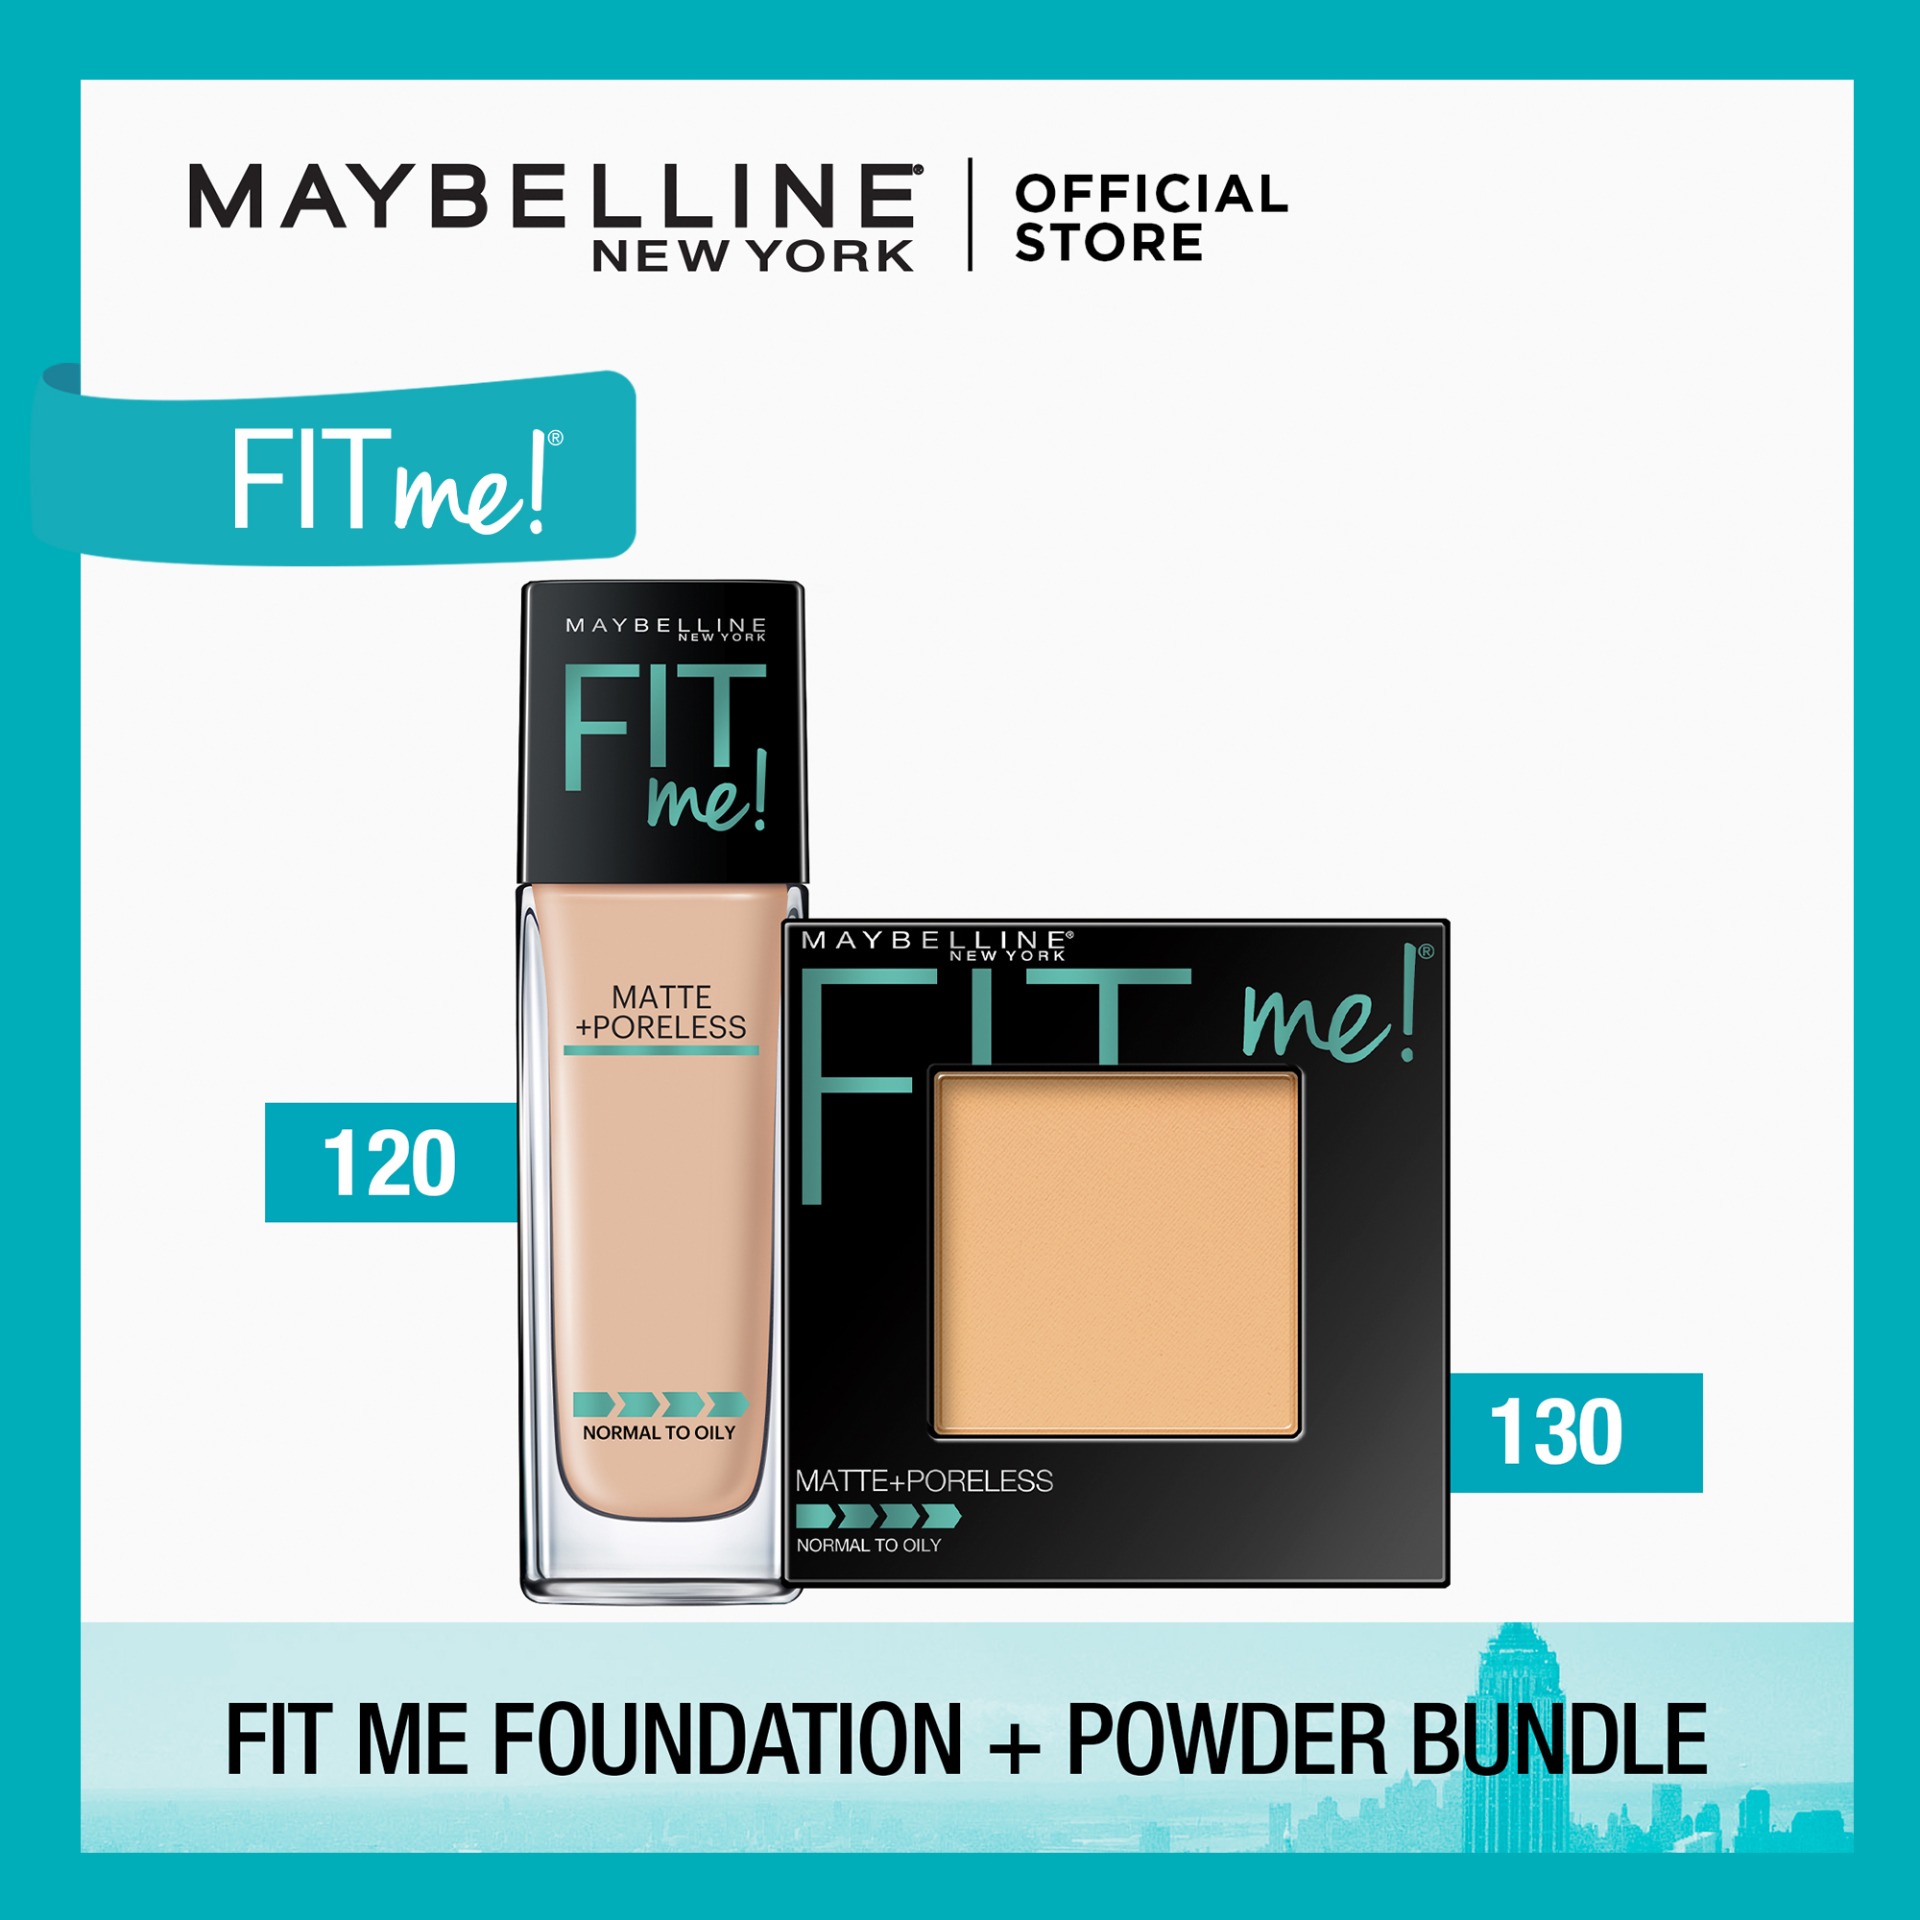 MAYBELLINE®
NEW YORK
OFFICIAL
STORE
FIT me!®
MAYBELLINE
NEW YORK
FIT
me!
MATTE
+PORELESS
120
NORMAL TO OILY
MAYBELLINE®
NEW YORK
FIT me!®
MATTE+PORELESS
NORMAL TO OILY
130
FIT ME FOUNDATION + POWDER BUNDLE